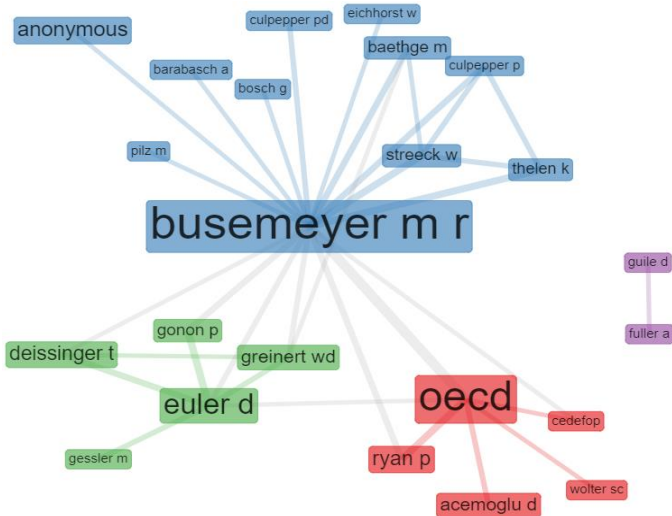 eichhorst w
culpepper pd
anonymous
baethge m
culpepper p
barabasch a
bosch g
pilz m
streeck w
thelen k
busemeyer m r
guile d
fuller a
gonon p
deissinger t
greinert wd
euler d
oecd
cedefop
gessler m
ryan p
wolter sc
acemoglu d